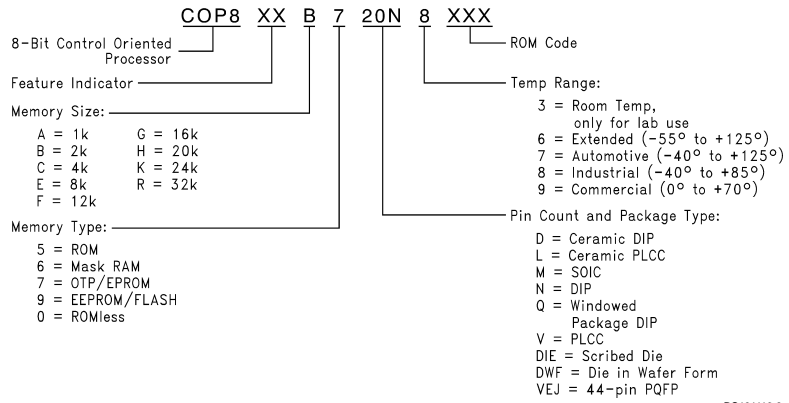 COP8 XX B 7 20N 8 XXX
8-Bit Control Oriented
Processor
Feature Indicator
Memory Size:
A = 1k G = 16k
B = 2k H = 20k
C = 4k K = 24k
E = 8k R = 32k
F = 12k
Memory Type:
5 = ROM
6 = Mask RAM
7 = OTP/EPROM
9 = EEPROM/FLASH
0 = ROMless
ROM Code
Temp Range:
3 = Room Temp,
only for lab use
6 = Extended (-55° to +125°)
7 = Automotive (-40° to +125°)
8 = Industrial (-40° to +85°)
9 = Commercial (0° to +70°)
Pin Count and Package Type:
D = Ceramic DIP
L = Ceramic PLCC
M = SOIC
N = DIP
Q = Windowed
Package DIP
V = PLCC
DIE = Scribed Die
DWF = Die in Wafer Form
VEJ = 44-pin PQFP